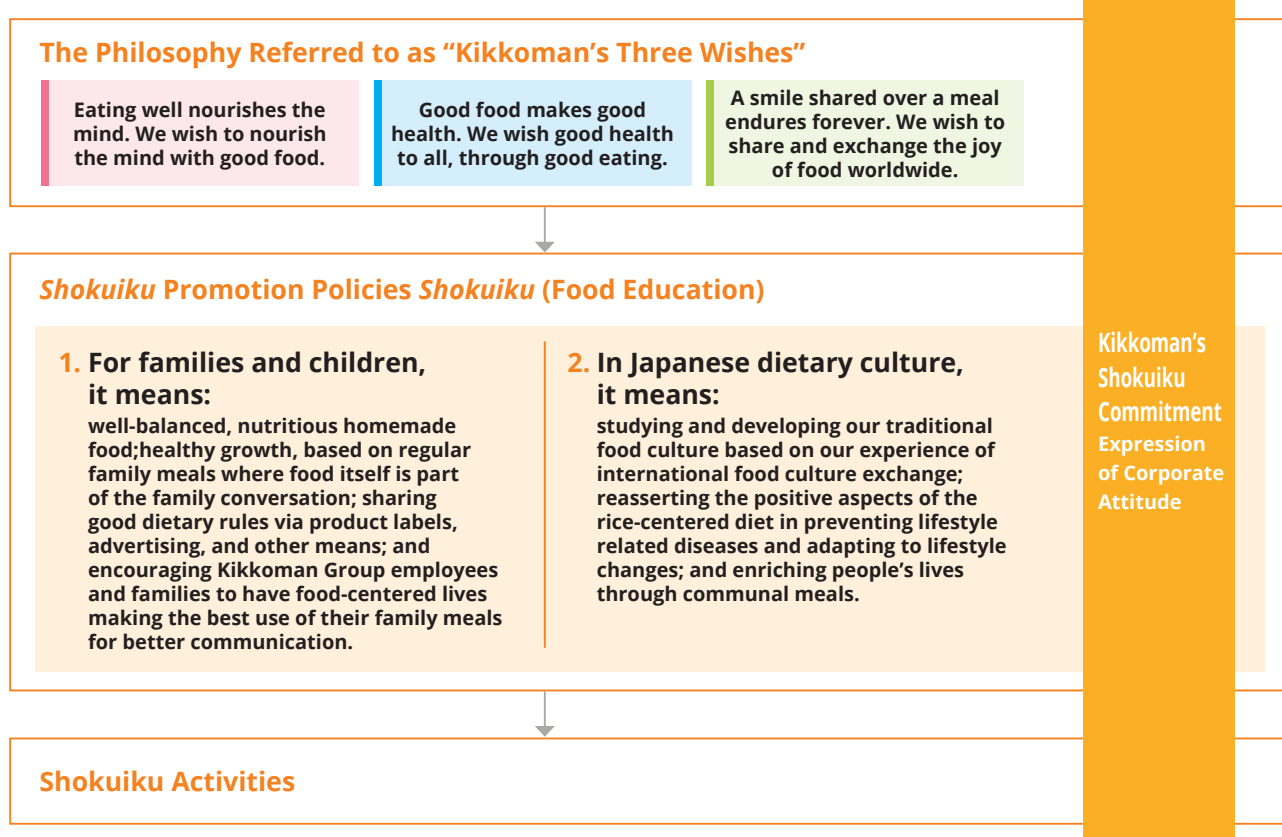 The Philosophy Referred to as “Kikkoman’s Three Wishes”
Eating well nourishes the
mind. We wish to nourish
the mind with good food.
Good food makes good
health. We wish good health
to all, through good eating.
A smile shared over a meal
endures forever. We wish to
share and exchange the joy
of food worldwide.
Shokuiku Promotion Policies Shokuiku (Food Education)
1. For families and children,
it means:
well-balanced, nutritious homemade
food;healthy growth, based on regular
family meals where food itself is part
of the family conversation; sharing
good dietary rules via product labels,
advertising, and other means; and
encouraging Kikkoman Group employees
and families to have food-centered lives
making the best use of their family meals
for better communication.
2. In Japanese dietary culture,
it means:
studying and developing our traditional
food culture based on our experience of
international food culture exchange;
reasserting the positive aspects of the
rice-centered diet in preventing lifestyle
related diseases and adapting to lifestyle
changes; and enriching people’s lives
through communal meals.
Kikkoman’s
Shokuiku
Commitment
Expression
of Corporate
Attitude
Shokuiku Activities